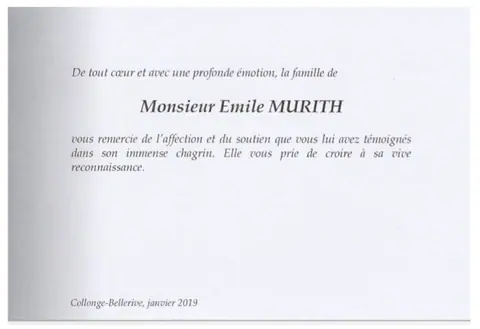 De tout cœur et avec une profonde émotion, la famille de
Monsieur Emile MURITH
vous remercie de l'affection et du soutien que vous lui avez témoignés
dans son immense chagrin. Elle vous prie de croire à sa vive
reconnaissance.
Collonge-Bellerive, janvier 2019